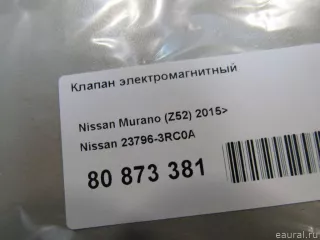 Клапан электромагнитный
Nissan Murano (Z52) 2015>
Nissan 23796-3RC0A
80 873 381
eaural.ru